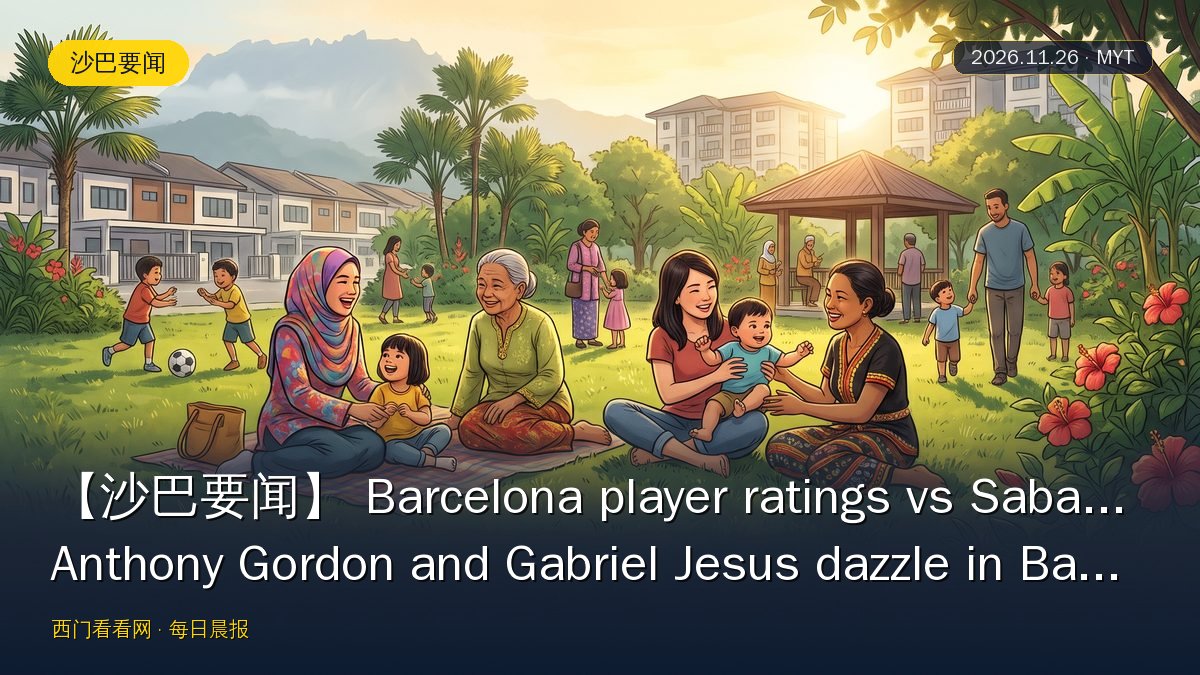 沙巴要闻
2026.11.26 · MYT
【沙巴要闻】 Barcelona player ratings vs Saba...
Anthony Gordon and Gabriel Jesus dazzle in Ba...
西门看看网 · 每日晨报